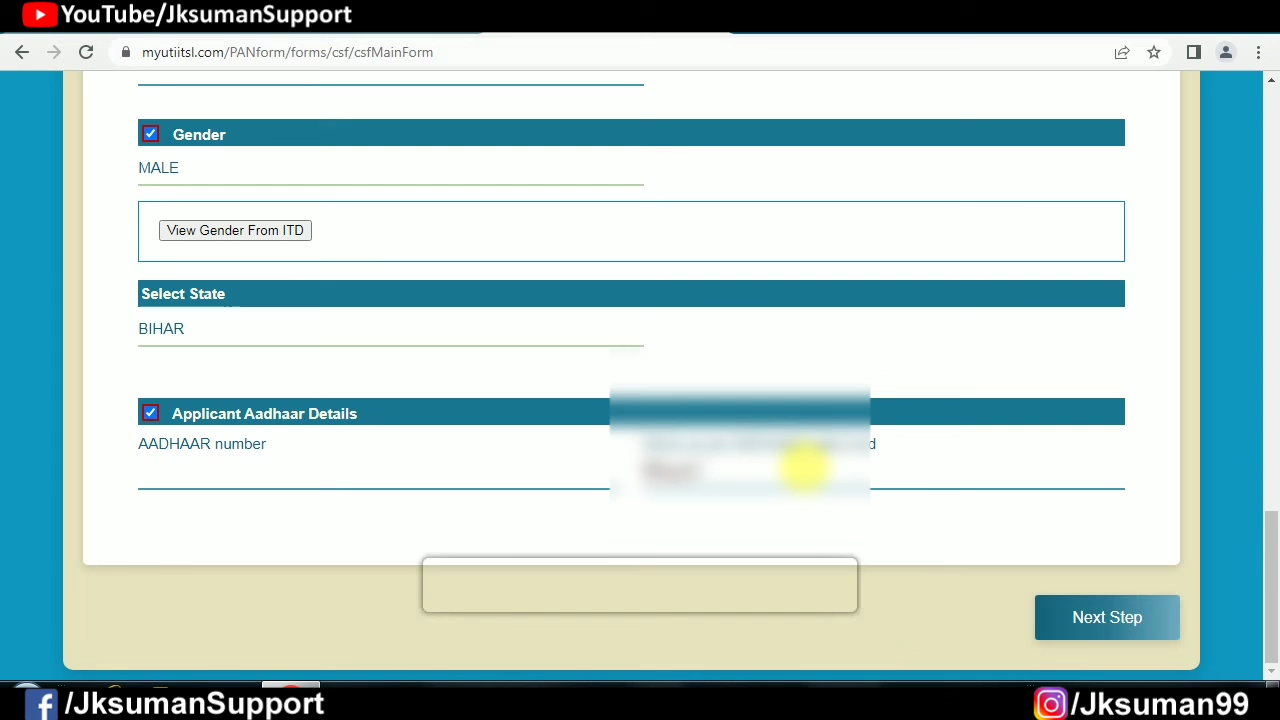 YouTube/JksumanSupport
myutiitsl.com/PANform/forms/csf/csfMainForm
Gender
MALE
View Gender From ITD
Select State
BIHAR
Applicant Aadhaar Details
AADHAAR number
Next Step
/JksumanSupport
/Jksuman99